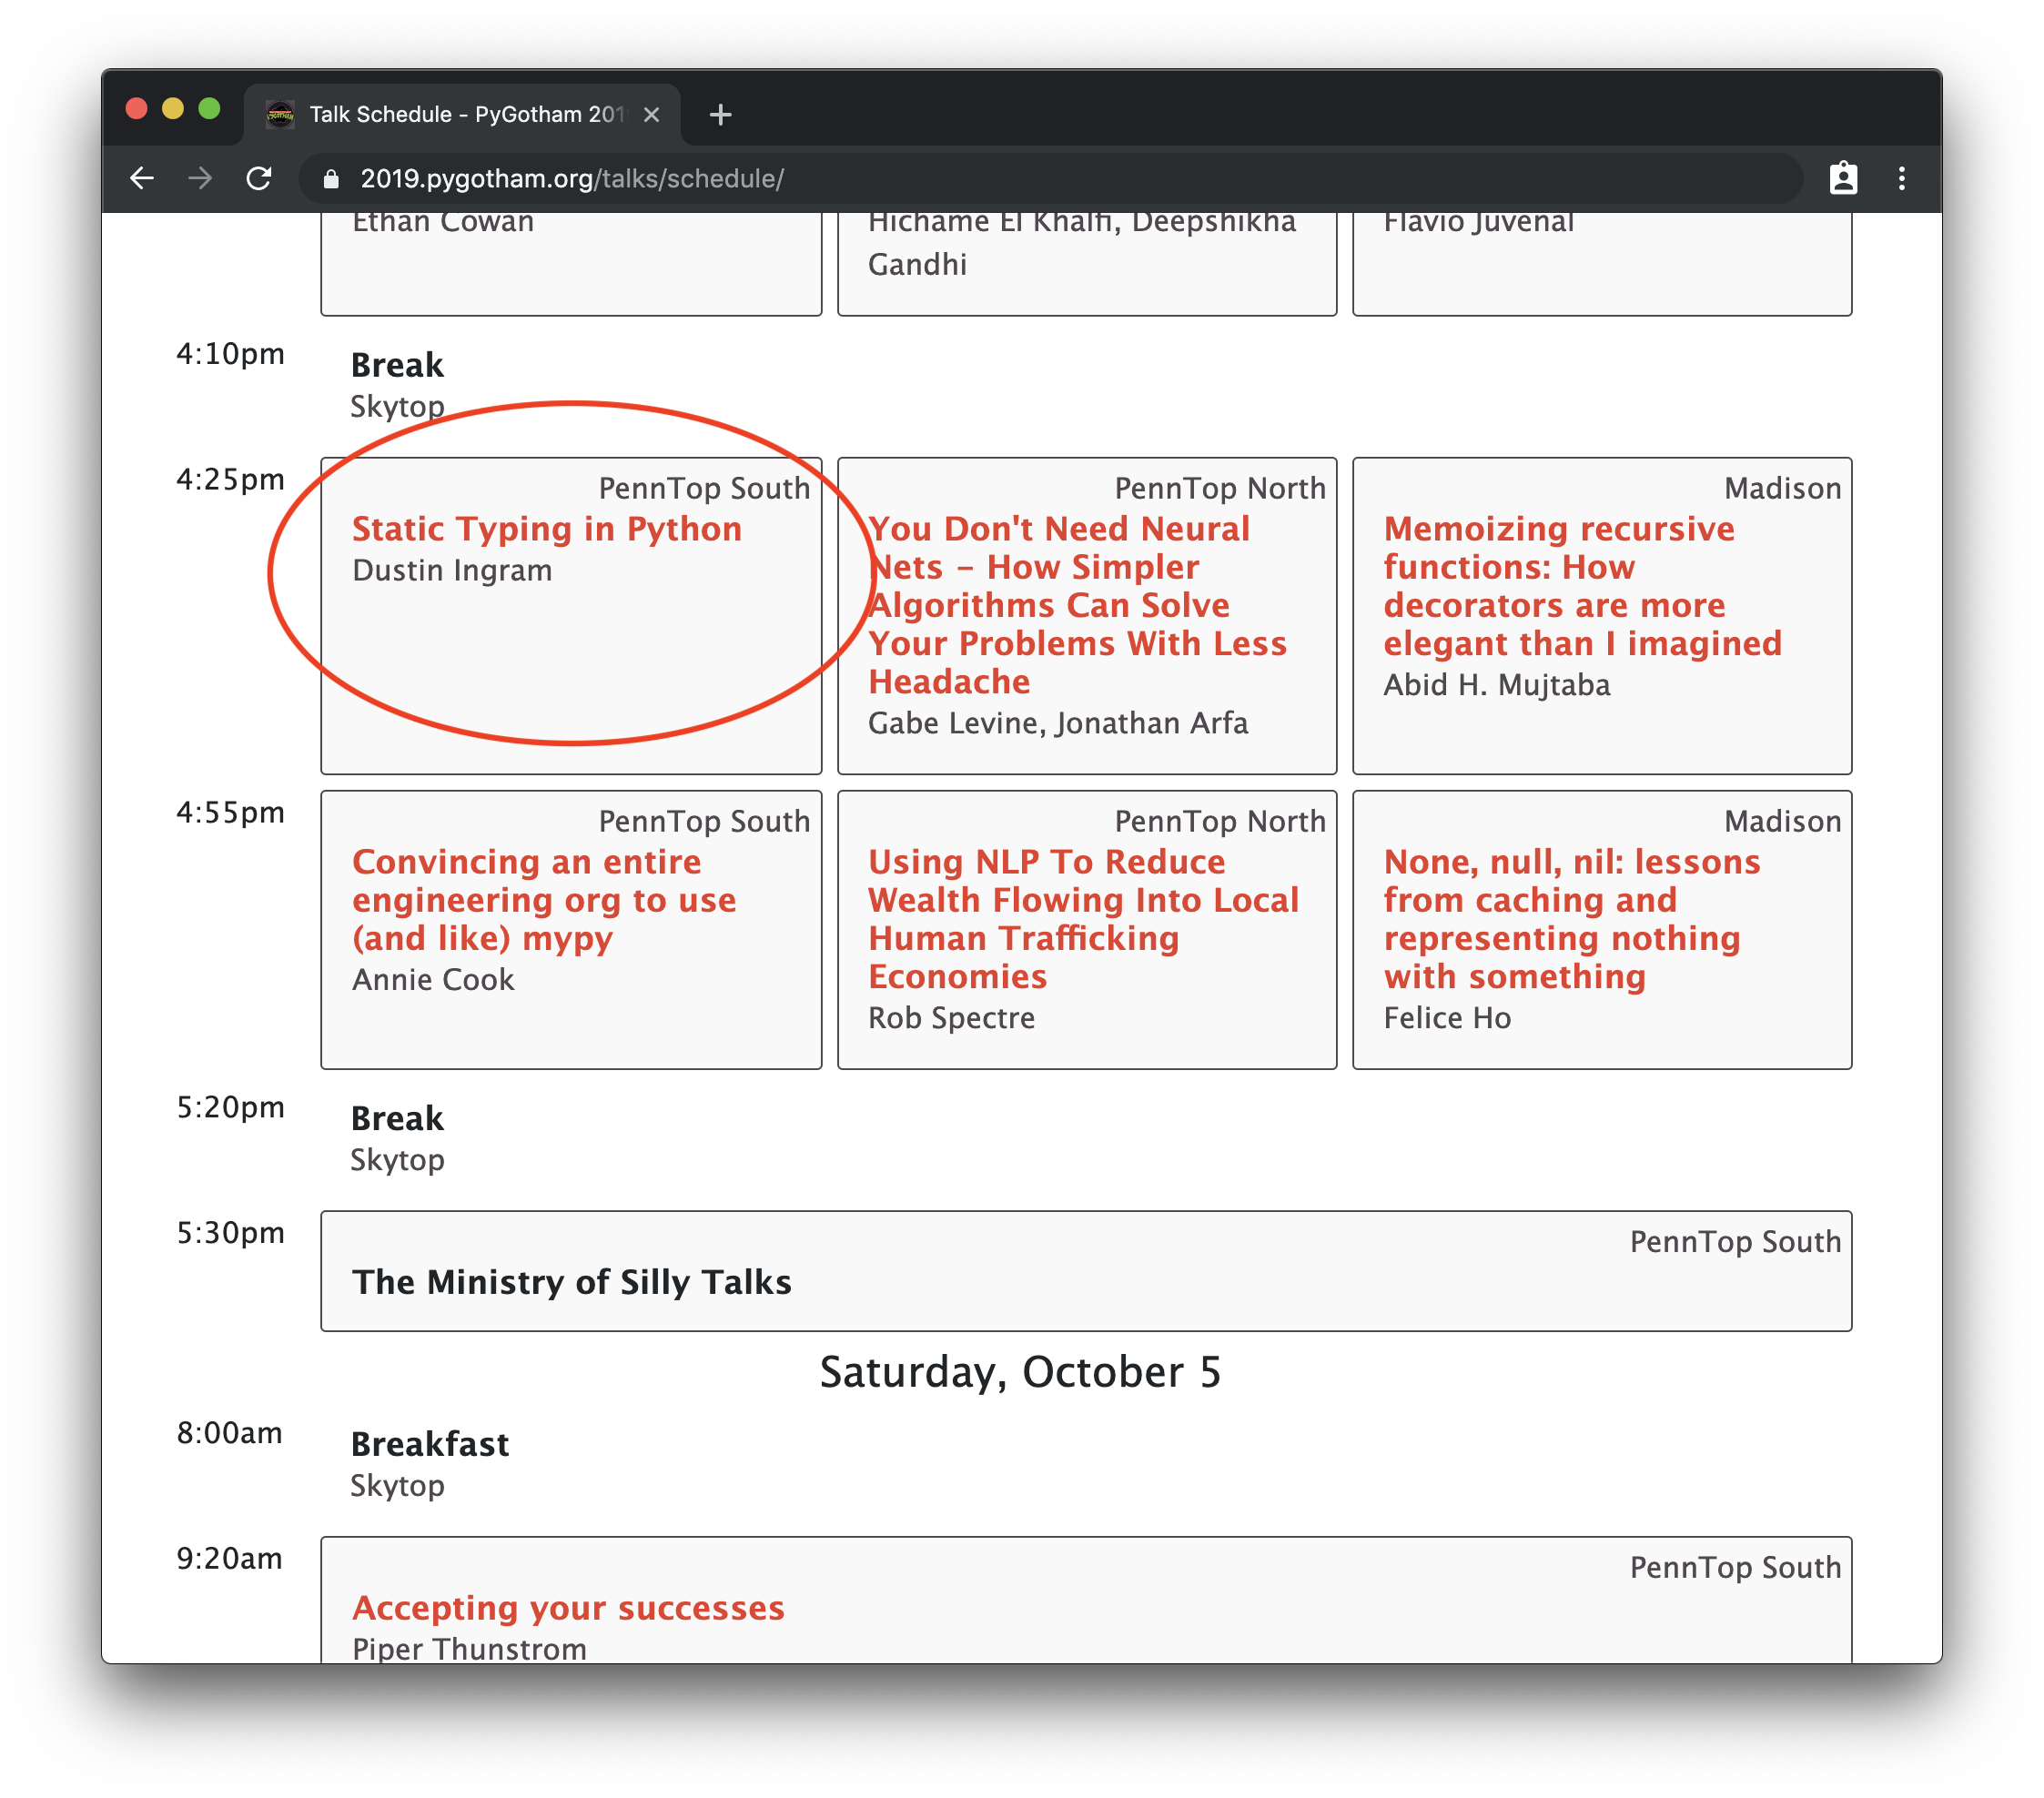 Talk Schedule - PyGotham 201
2019.pygotham.org/talks/schedule/
Ethan Cowan
Hichame El Khalfi, Deepshikha
Gandhi
Flávio Juvenal
4:10pm
Break
Skytop
4:25pm
PennTop South
Static Typing in Python
Dustin Ingram
PennTop North
You Don't Need Neural
Nets – How Simpler
Algorithms Can Solve
Your Problems With Less
Headache
Gabe Levine, Jonathan Arfa
Madison
Memoizing recursive
functions: How
decorators are more
elegant than I imagined
Abid H. Mujtaba
4:55pm
PennTop South
Convincing an entire
engineering org to use
(and like) mypy
Annie Cook
PennTop North
Using NLP To Reduce
Wealth Flowing Into Local
Human Trafficking
Economies
Rob Spectre
Madison
None, null, nil: lessons
from caching and
representing nothing
with something
Felice Ho
5:20pm
Break
Skytop
5:30pm
PennTop South
The Ministry of Silly Talks
Saturday, October 5
8:00am
Breakfast
Skytop
9:20am
PennTop South
Accepting your successes
Piper Thunstrom